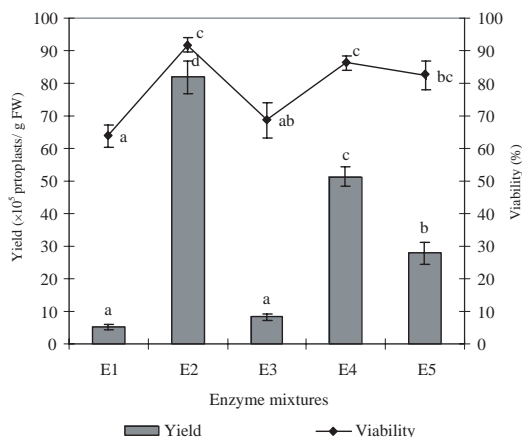 100 100
c
90 90
d c
80 bc 80
70 ab 70
a
60 60
c
50 50
40 40
b
30 30
20 20
a a
10 10
0 0
E1 E2 E3 E4 E5
Yield (×10⁵ prtoplasts/ g FW)
Viability (%)
Enzyme mixtures
Yield Viability